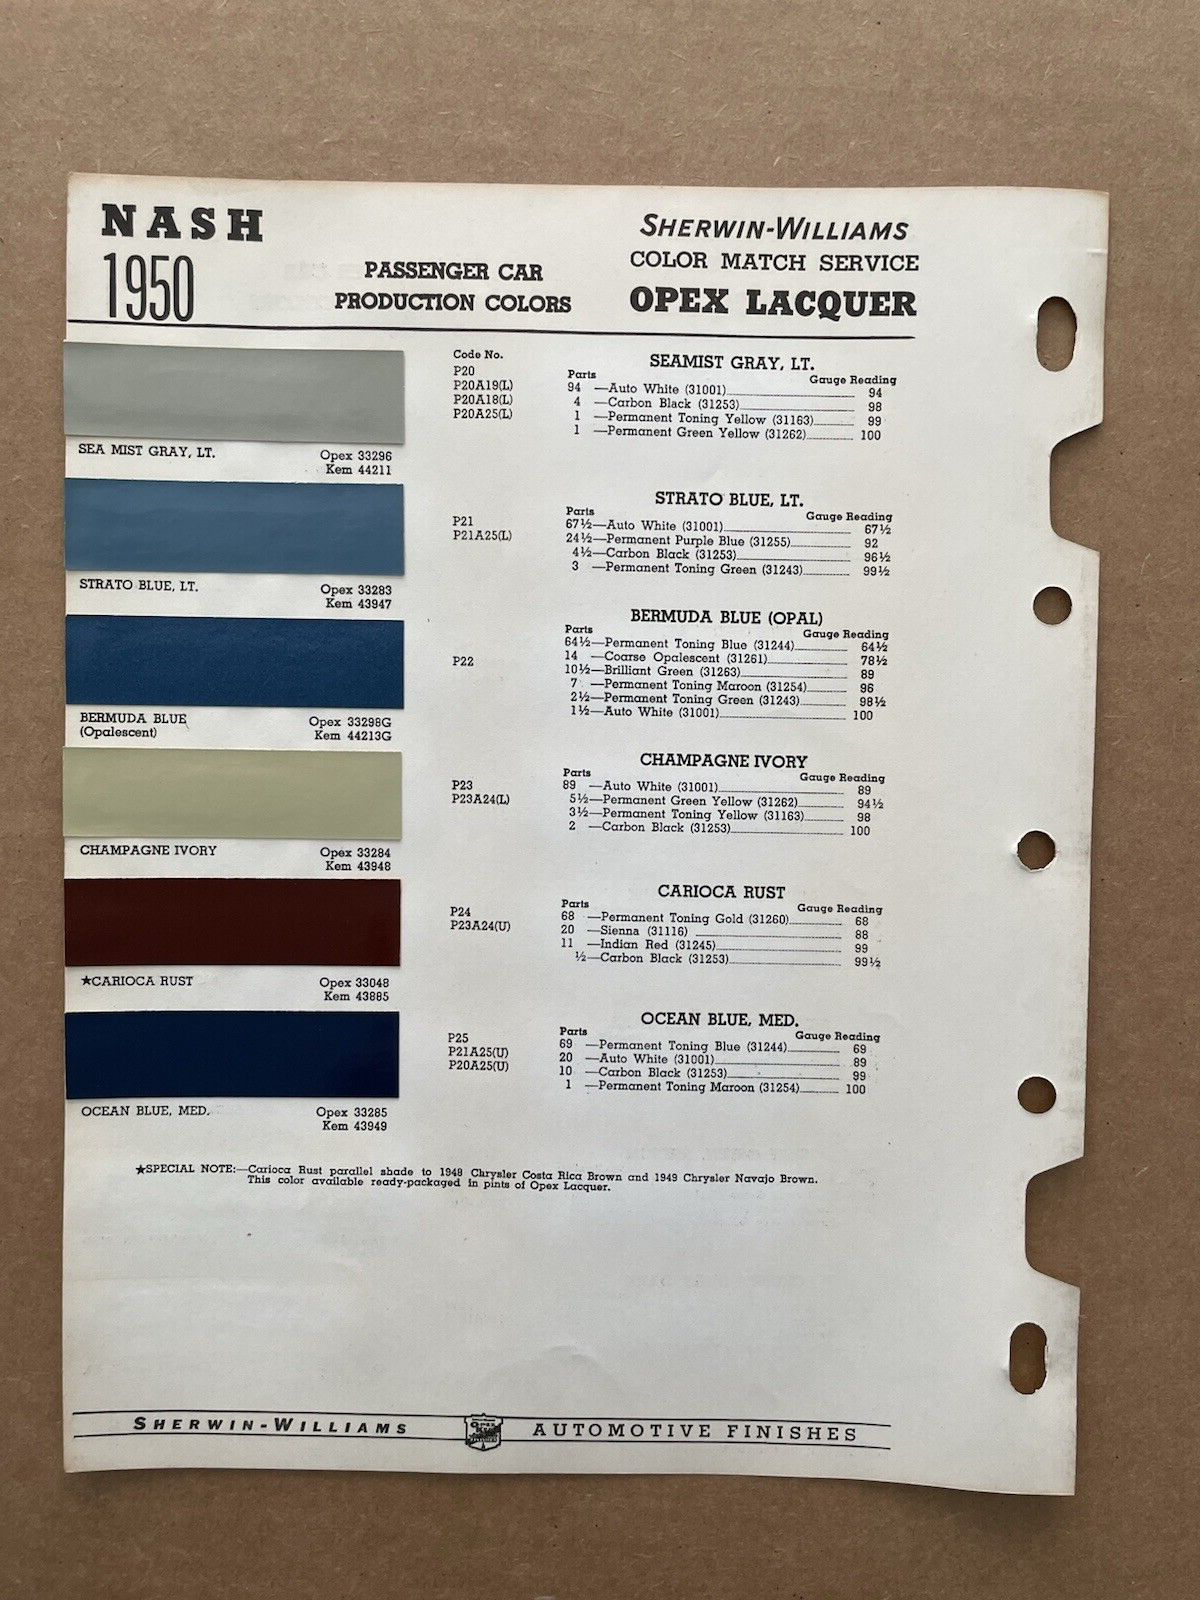 NASH
1950
PASSENGER CAR
PRODUCTION COLORS
SHERWIN-WILLIAMS
COLOR MATCH SERVICE
OPEX LACQUER
SEA MIST GRAY, LT.
Opex 33296
Kem 44211
Code No.
P20
P20A19(L)
P20A18(L)
P20A25(L)
SEAMIST GRAY, LT.
Parts Gauge Reading
94 —Auto White (31001) 94
4 —Carbon Black (31253) 98
1 —Permanent Toning Yellow (31163) 99
1 —Permanent Green Yellow (31262) 100
STRATO BLUE, LT.
Opex 33283
Kem 43947
P21
P21A25(L)
STRATO BLUE, LT.
Parts Gauge Reading
67½—Auto White (31001) 67½
24½—Permanent Purple Blue (31255) 92
4½—Carbon Black (31253) 96½
3 —Permanent Toning Green (31243) 99½
BERMUDA BLUE
(Opalescent)
Opex 33298G
Kem 44213G
P22
BERMUDA BLUE (OPAL)
Parts Gauge Reading
64½—Permanent Toning Blue (31244) 64½
14 —Coarse Opalescent (31261) 78½
10½—Brilliant Green (31263) 89
7 —Permanent Toning Maroon (31254) 96
2½—Permanent Toning Green (31243) 98½
1½—Auto White (31001) 100
CHAMPAGNE IVORY
Opex 33284
Kem 43948
P23
P23A24(L)
CHAMPAGNE IVORY
Parts Gauge Reading
89 —Auto White (31001) 89
5½—Permanent Green Yellow (31262) 94½
3½—Permanent Toning Yellow (31163) 98
2 —Carbon Black (31253) 100
★CARIOCA RUST
Opex 33048
Kem 43885
P24
P23A24(U)
CARIOCA RUST
Parts Gauge Reading
68 —Permanent Toning Gold (31260) 68
20 —Sienna (31116) 88
11 —Indian Red (31245) 99
½—Carbon Black (31253) 99½
OCEAN BLUE, MED.
Opex 33285
Kem 43949
P25
P21A25(U)
P20A25(U)
OCEAN BLUE, MED.
Parts Gauge Reading
69 —Permanent Toning Blue (31244) 69
20 —Auto White (31001) 89
10 —Carbon Black (31253) 99
1 —Permanent Toning Maroon (31254) 100
★SPECIAL NOTE:—Carioca Rust parallel shade to 1948 Chrysler Costa Rica Brown and 1949 Chrysler Navajo Brown.
This color available ready-packaged in pints of Opex Lacquer.
SHERWIN-WILLIAMS
AUTOMOTIVE FINISHES